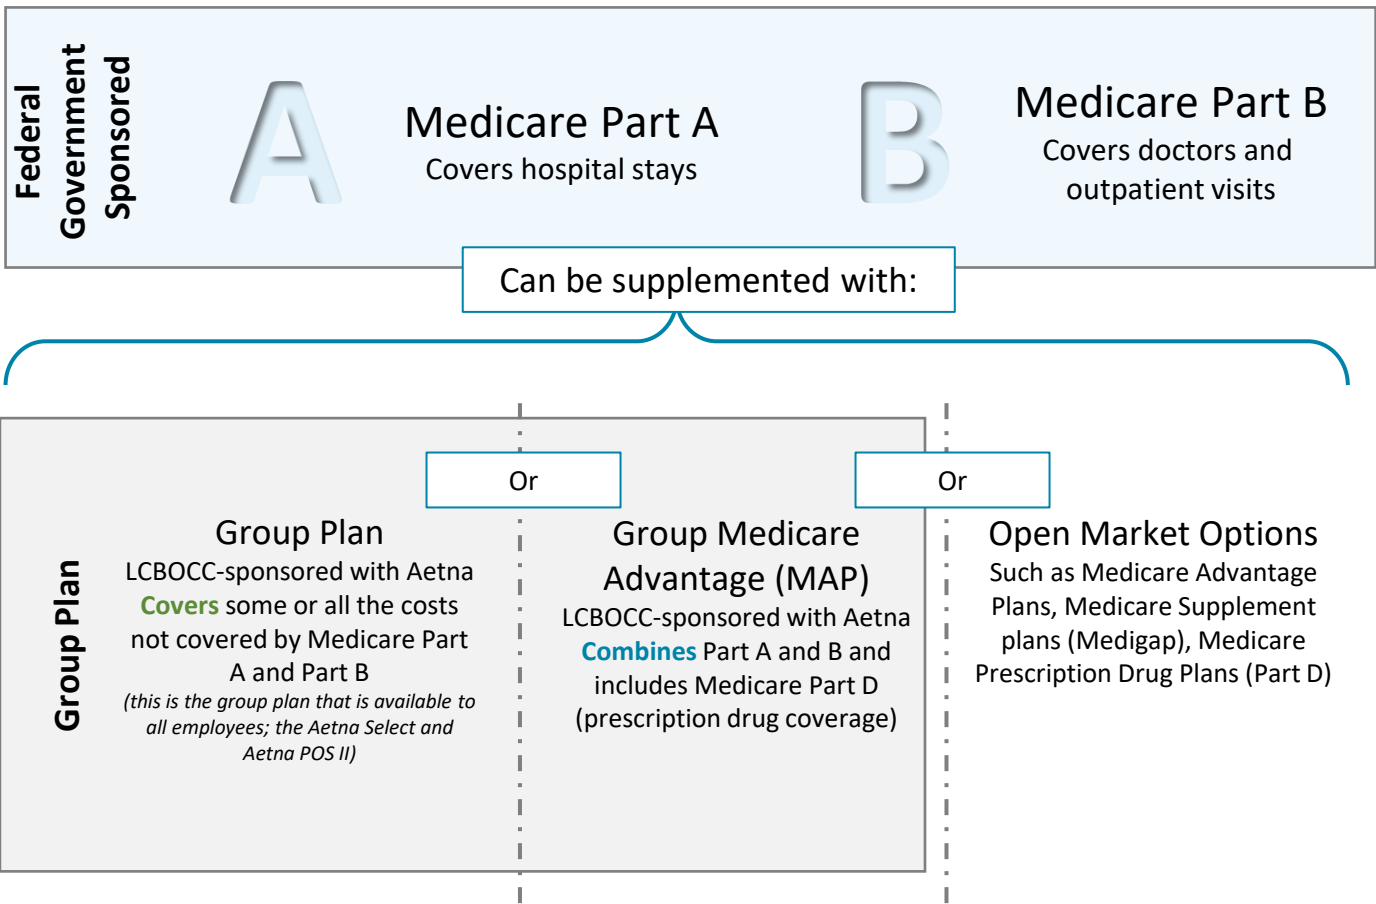 Federal
Government
Sponsored
A
Medicare Part A
Covers hospital stays
B
Medicare Part B
Covers doctors and
outpatient visits
Can be supplemented with:
Or
Or
Group Plan
Group Plan
LCBOCC-sponsored with Aetna
Covers some or all the costs
not covered by Medicare Part
A and Part B
(this is the group plan that is available to
all employees; the Aetna Select and
Aetna POS II)
Group Medicare
Advantage (MAP)
LCBOCC-sponsored with Aetna
Combines Part A and B and
includes Medicare Part D
(prescription drug coverage)
Open Market Options
Such as Medicare Advantage
Plans, Medicare Supplement
plans (Medigap), Medicare
Prescription Drug Plans (Part D)